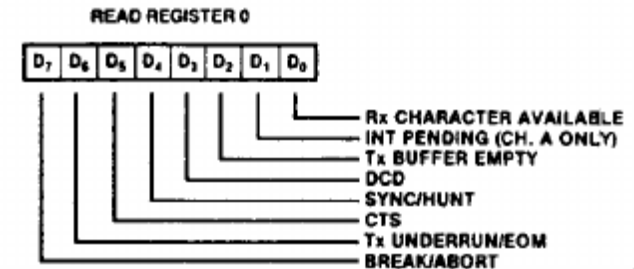 READ REGISTER 0
D7 D6 D5 D4 D3 D2 D1 D0
Rx CHARACTER AVAILABLE
INT PENDING (CH. A ONLY)
Tx BUFFER EMPTY
DCD
SYNC/HUNT
CTS
Tx UNDERRUN/EOM
BREAK/ABORT